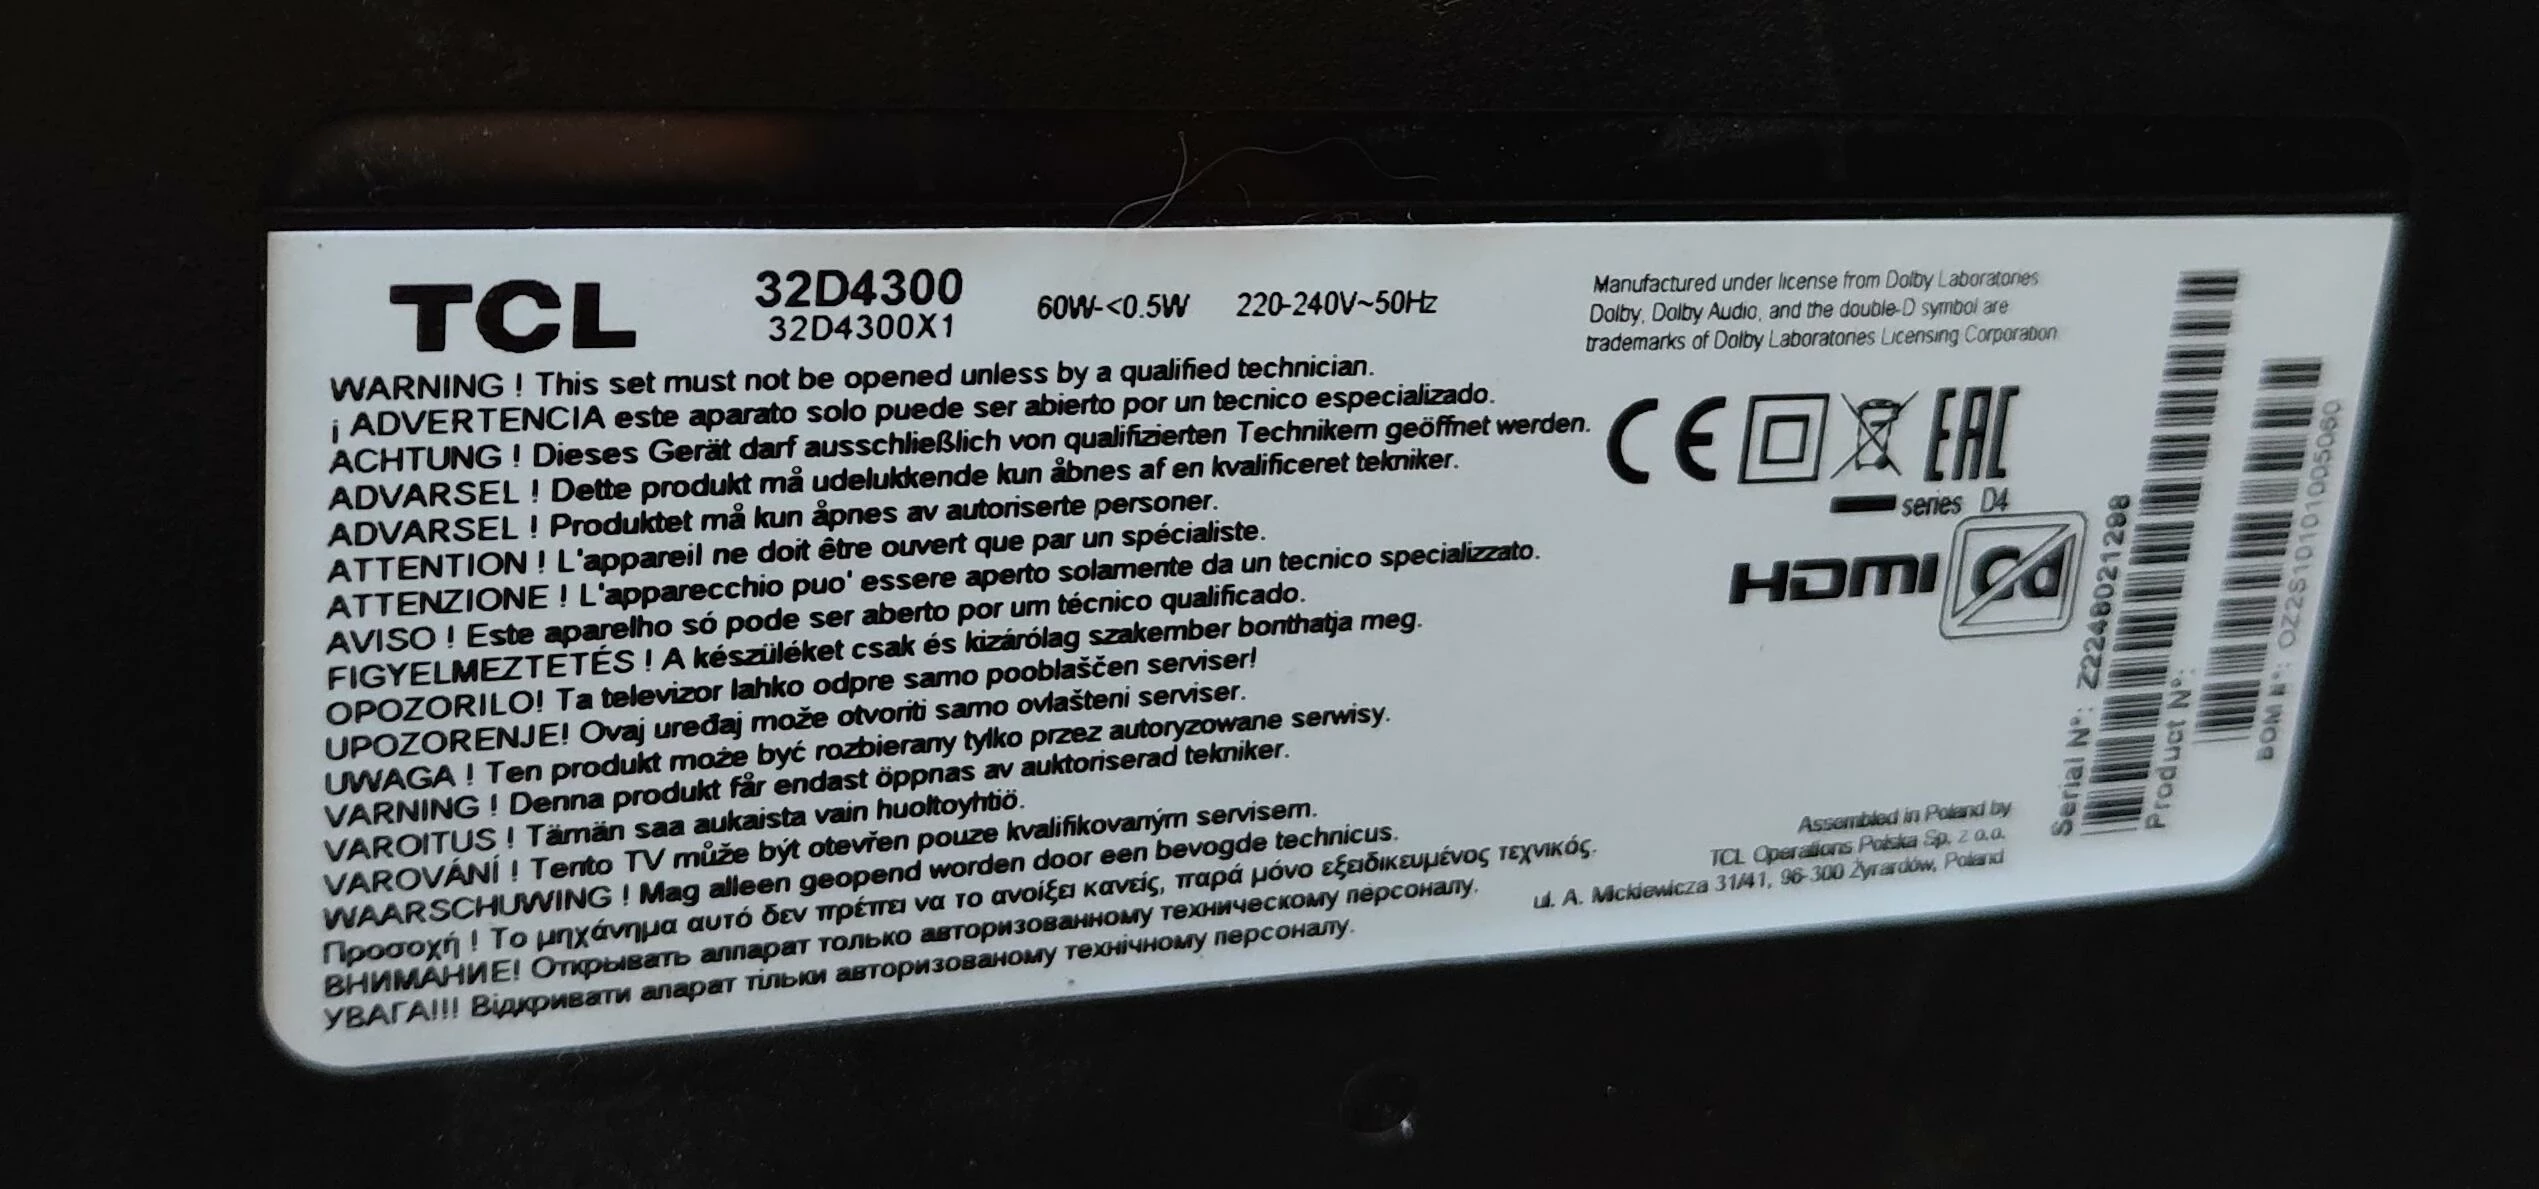 TCL
32D4300
32D4300X1
60W-<0.5W
220-240V~50Hz
Manufactured under license from Dolby Laboratories
Dolby, Dolby Audio, and the double-D symbol are
trademarks of Dolby Laboratories Licensing Corporation
WARNING ! This set must not be opened unless by a qualified technician.
¡ ADVERTENCIA este aparato solo puede ser abierto por un tecnico especializado.
ACHTUNG ! Dieses Gerät darf ausschließlich von qualifizierten Technikern geöffnet werden.
ADVARSEL ! Dette produkt må udelukkende kun åbnes af en kvalificeret tekniker.
ADVARSEL ! Produktet må kun åpnes av autoriserte personer.
ATTENTION ! L'appareil ne doit être ouvert que par un spécialiste.
ATTENZIONE ! L'apparecchio puo' essere aperto solamente da un tecnico specializzato.
AVISO ! Este aparelho só pode ser aberto por um técnico qualificado.
FIGYELMEZTETÉS ! A készüléket csak és kizárólag szakember bonthatja meg.
OPOZORILO! Ta televizor lahko odpre samo pooblaščen serviser!
UPOZORENJE! Ovaj uređaj može otvoriti samo ovlašteni serviser.
UWAGA ! Ten produkt może być rozbierany tylko przez autoryzowane serwisy.
VARNING ! Denna produkt får endast öppnas av auktoriserad tekniker.
VAROITUS ! Tämän saa aukaista vain huoltoyhtiö.
VAROVÁNÍ ! Tento TV může být otevřen pouze kvalifikovaným servisem.
WAARSCHUWING ! Mag alleen geopend worden door een bevogde technicus.
Προσοχή ! Το μηχάνημα αυτό δεν πρέπει να το ανοίξει κανείς, παρά μόνο εξειδικευμένος τεχνικός.
ВНИМАНИЕ! Открывать аппарат только авторизованному техническому персоналу.
УВАГА!!! Відкривати апарат тільки авторизованому технічному персоналу.
CE
EAC
series D4
HDMI
Cd
Assembled in Poland by
TCL Operations Polska Sp. z o.o.
ul. A. Mickiewicza 31/41, 96-300 Żyrardów, Poland
Serial N°: Z22480021298
Product N°:
BOM N°: OZ2S10101005060